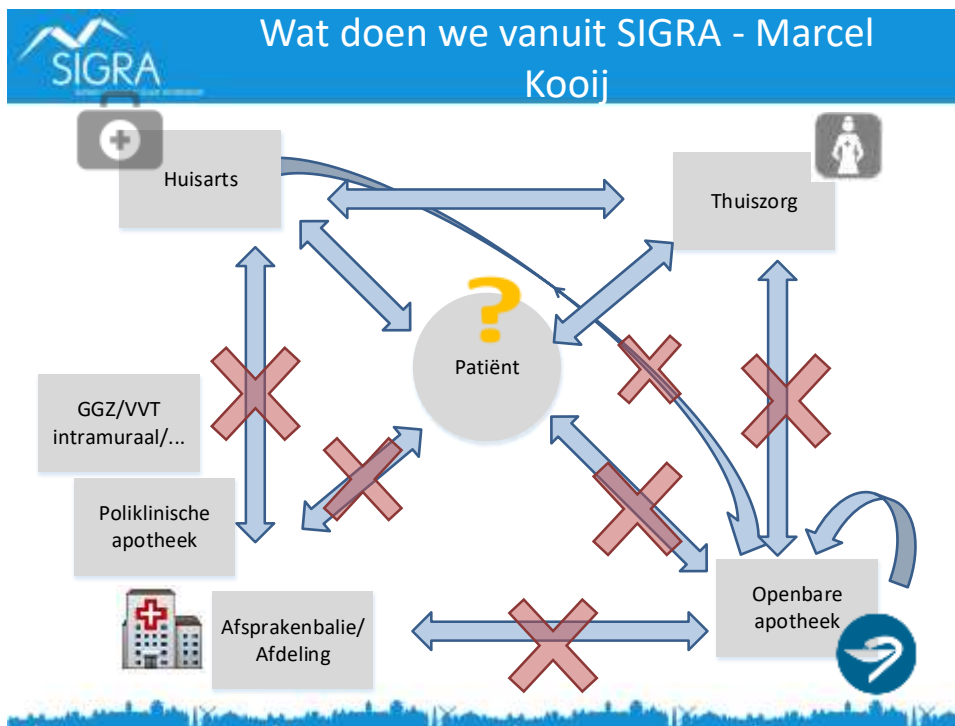 Wat doen we vanuit SIGRA - Marcel
Kooij
SIGRA
Huisarts
Thuiszorg
?
Patiënt
GGZ/VVT
intramuraal/...
Poliklinische
apotheek
Afsprakenbalie/
Afdeling
Openbare
apotheek